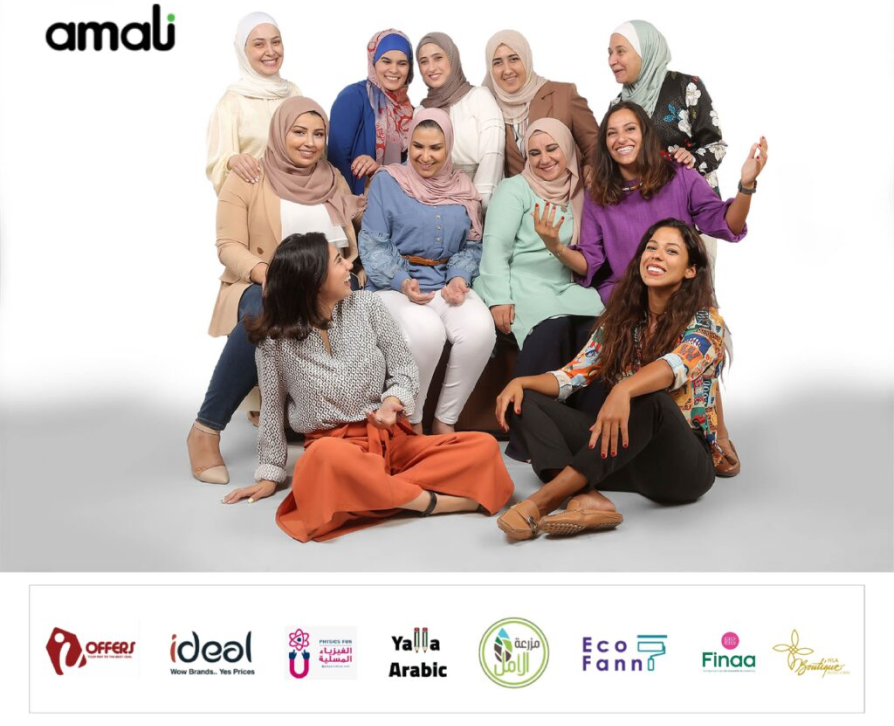 amali
OFFERS
ideal
Wow Brands.. Yes Prices
PHYSICS FUN
الفيزياء
المسلية
Yalla
Arabic
مزرعة
الأمل
Eco
Fann
Finaa
Boutique